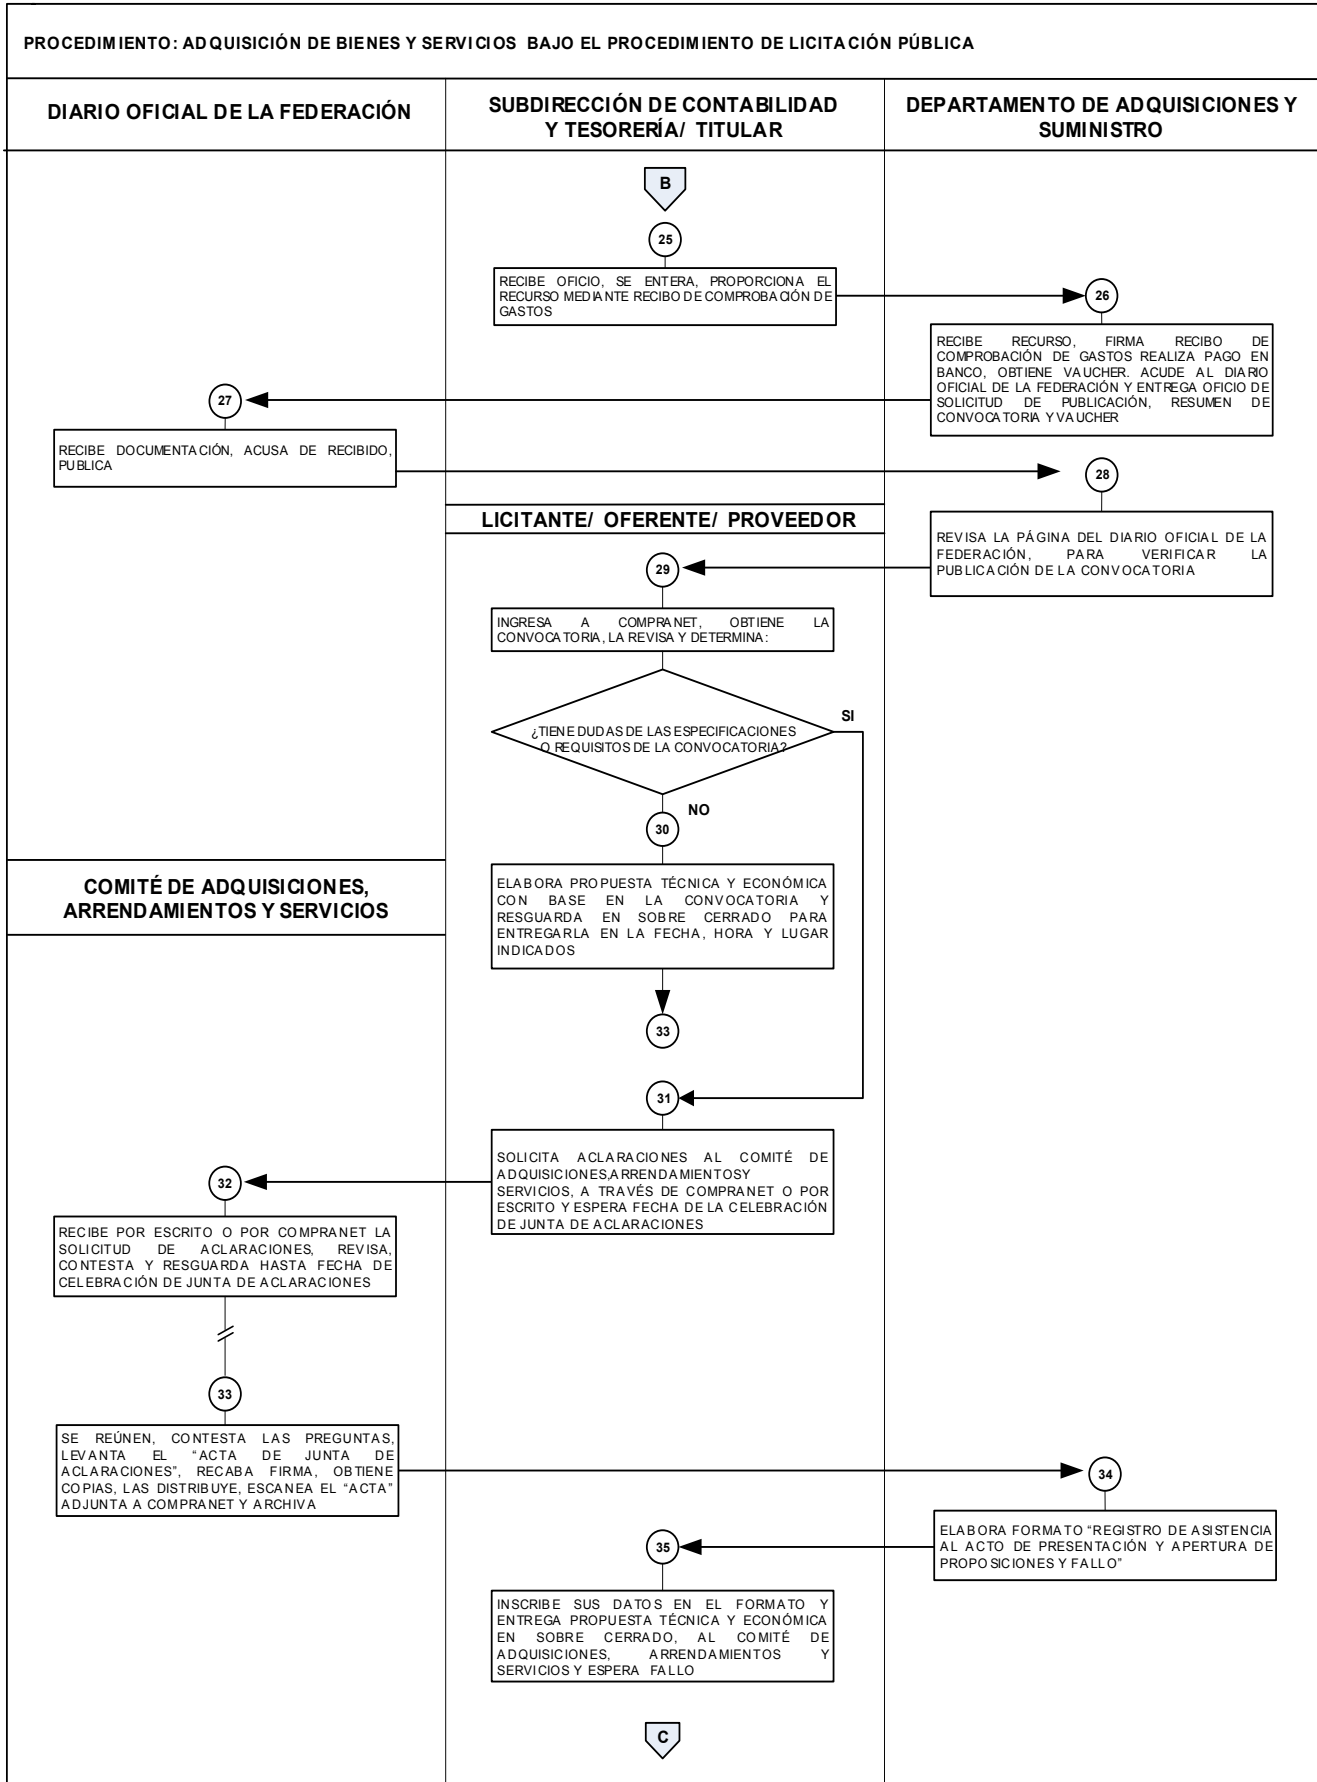 PROCEDIMIENTO: ADQUISICIÓN DE BIENES Y SERVICIOS BAJO EL PROCEDIMIENTO DE LICITACIÓN PÚBLICA
DIARIO OFICIAL DE LA FEDERACIÓN
SUBDIRECCIÓN DE CONTABILIDAD
Y TESORERÍA/ TITULAR
DEPARTAMENTO DE ADQUISICIONES Y
SUMINISTRO
B
25
RECIBE OFICIO, SE ENTERA, PROPORCIONA EL
RECURSO MEDIANTE RECIBO DE COMPROBACIÓN DE
GASTOS
26
RECIBE RECURSO, FIRMA RECIBO DE
COMPROBACIÓN DE GASTOS REALIZA PAGO EN
BANCO, OBTIENE VAUCHER. ACUDE AL DIARIO
OFICIAL DE LA FEDERACIÓN Y ENTREGA OFICIO DE
SOLICITUD DE PUBLICACIÓN, RESUMEN DE
CONVOCATORIA Y VAUCHER
27
RECIBE DOCUMENTACIÓN, ACUSA DE RECIBIDO,
PUBLICA
28
REVISA LA PÁGINA DEL DIARIO OFICIAL DE LA
FEDERACIÓN, PARA VERIFICAR LA
PUBLICACIÓN DE LA CONVOCATORIA
LICITANTE/ OFERENTE/ PROVEEDOR
29
INGRESA A COMPRANET, OBTIENE LA
CONVOCATORIA, LA REVISA Y DETERMINA:
¿TIENE DUDAS DE LAS ESPECIFICACIONES
O REQUISITOS DE LA CONVOCATORIA?
SI
NO
30
ELABORA PROPUESTA TÉCNICA Y ECONÓMICA
CON BASE EN LA CONVOCATORIA Y
RESGUARDA EN SOBRE CERRADO PARA
ENTREGARLA EN LA FECHA, HORA Y LUGAR
INDICADOS
33
COMITÉ DE ADQUISICIONES,
ARRENDAMIENTOS Y SERVICIOS
31
SOLICITA ACLARACIONES AL COMITÉ DE
ADQUISICIONES,ARRENDAMIENTOSY
SERVICIOS, A TRAVÉS DE COMPRANET O POR
ESCRITO Y ESPERA FECHA DE LA CELEBRACIÓN
DE JUNTA DE ACLARACIONES
32
RECIBE POR ESCRITO O POR COMPRANET LA
SOLICITUD DE ACLARACIONES, REVISA,
CONTESTA Y RESGUARDA HASTA FECHA DE
CELEBRACIÓN DE JUNTA DE ACLARACIONES
33
SE REÚNEN, CONTESTA LAS PREGUNTAS,
LEVANTA EL “ACTA DE JUNTA DE
ACLARACIONES”, RECABA FIRMA, OBTIENE
COPIAS, LAS DISTRIBUYE, ESCANEA EL “ACTA”
ADJUNTA A COMPRANET Y ARCHIVA
34
ELABORA FORMATO “REGISTRO DE ASISTENCIA
AL ACTO DE PRESENTACIÓN Y APERTURA DE
PROPOSICIONES Y FALLO”
35
INSCRIBE SUS DATOS EN EL FORMATO Y
ENTREGA PROPUESTA TÉCNICA Y ECONÓMICA
EN SOBRE CERRADO, AL COMITÉ DE
ADQUISICIONES, ARRENDAMIENTOS Y
SERVICIOS Y ESPERA FALLO
C